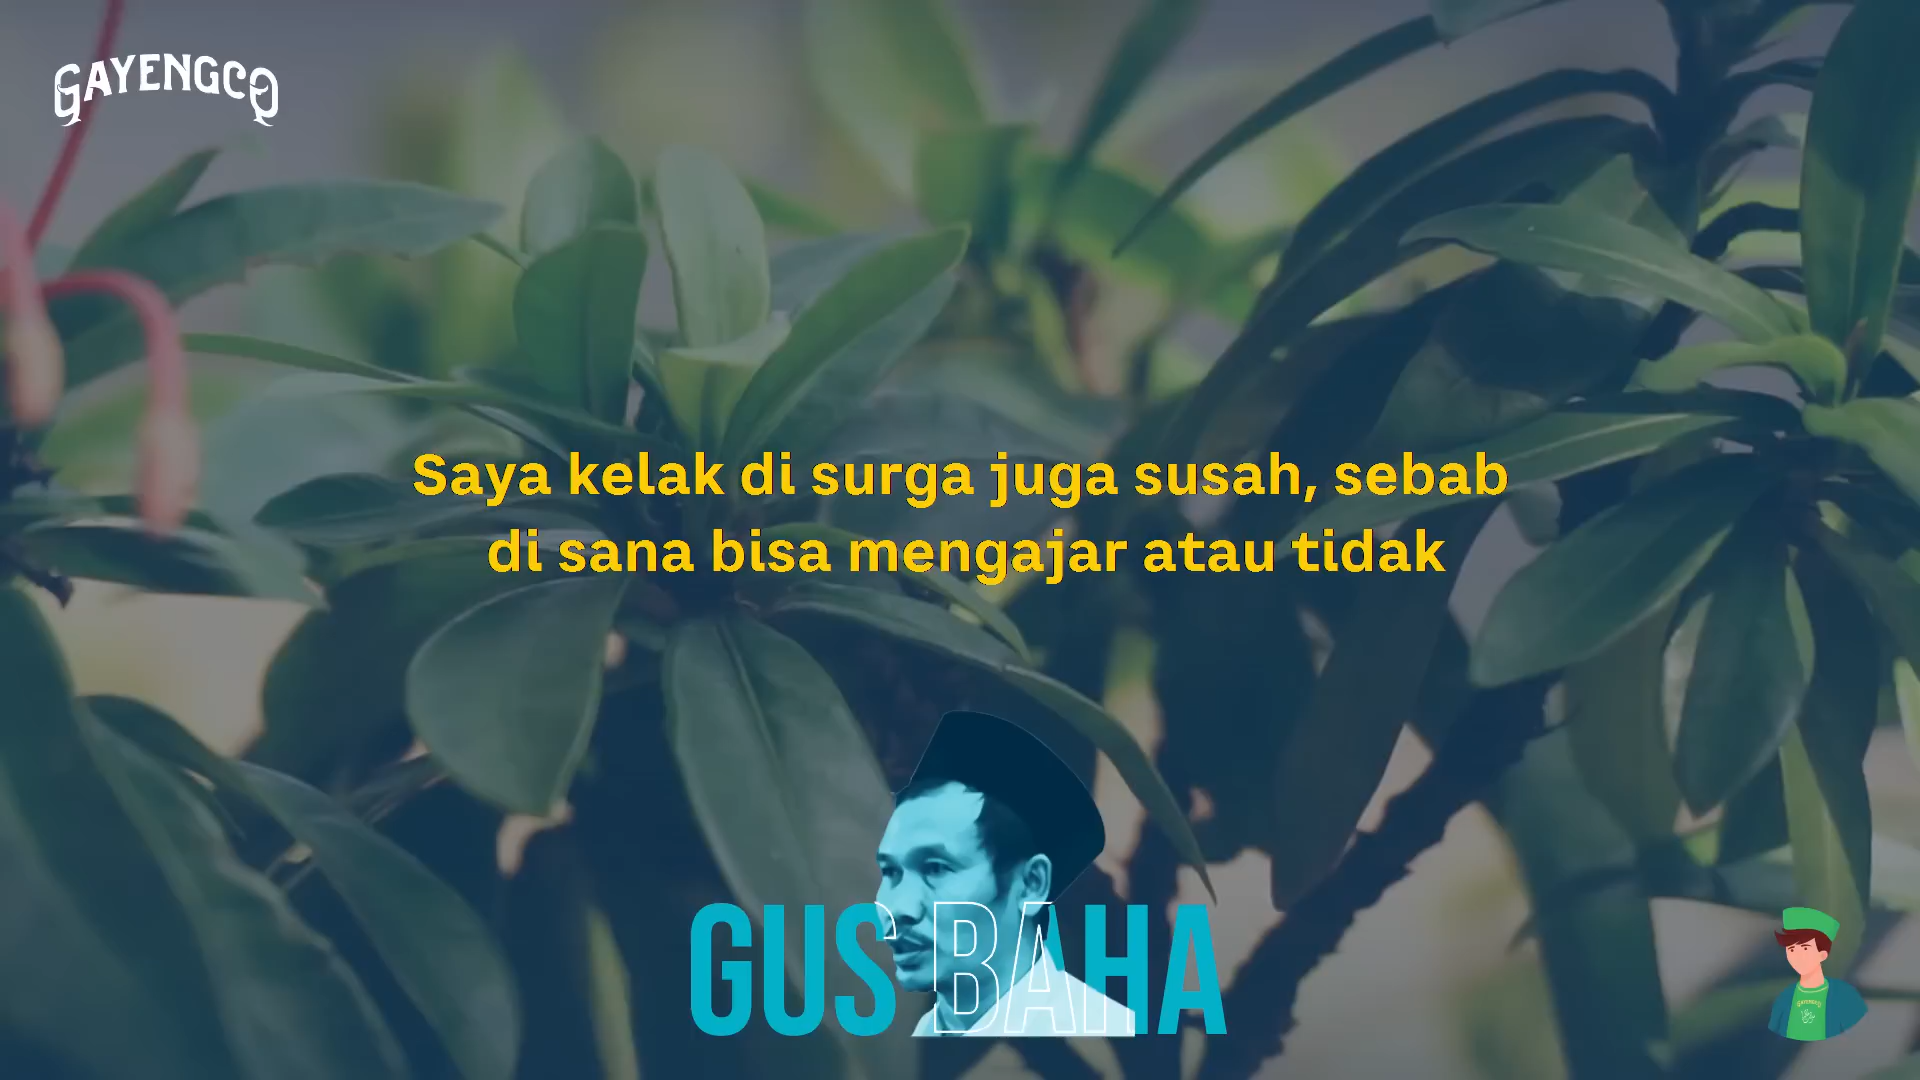 GAYENGCO
Saya kelak di surga juga susah, sebab
di sana bisa mengajar atau tidak
GUS BAHA